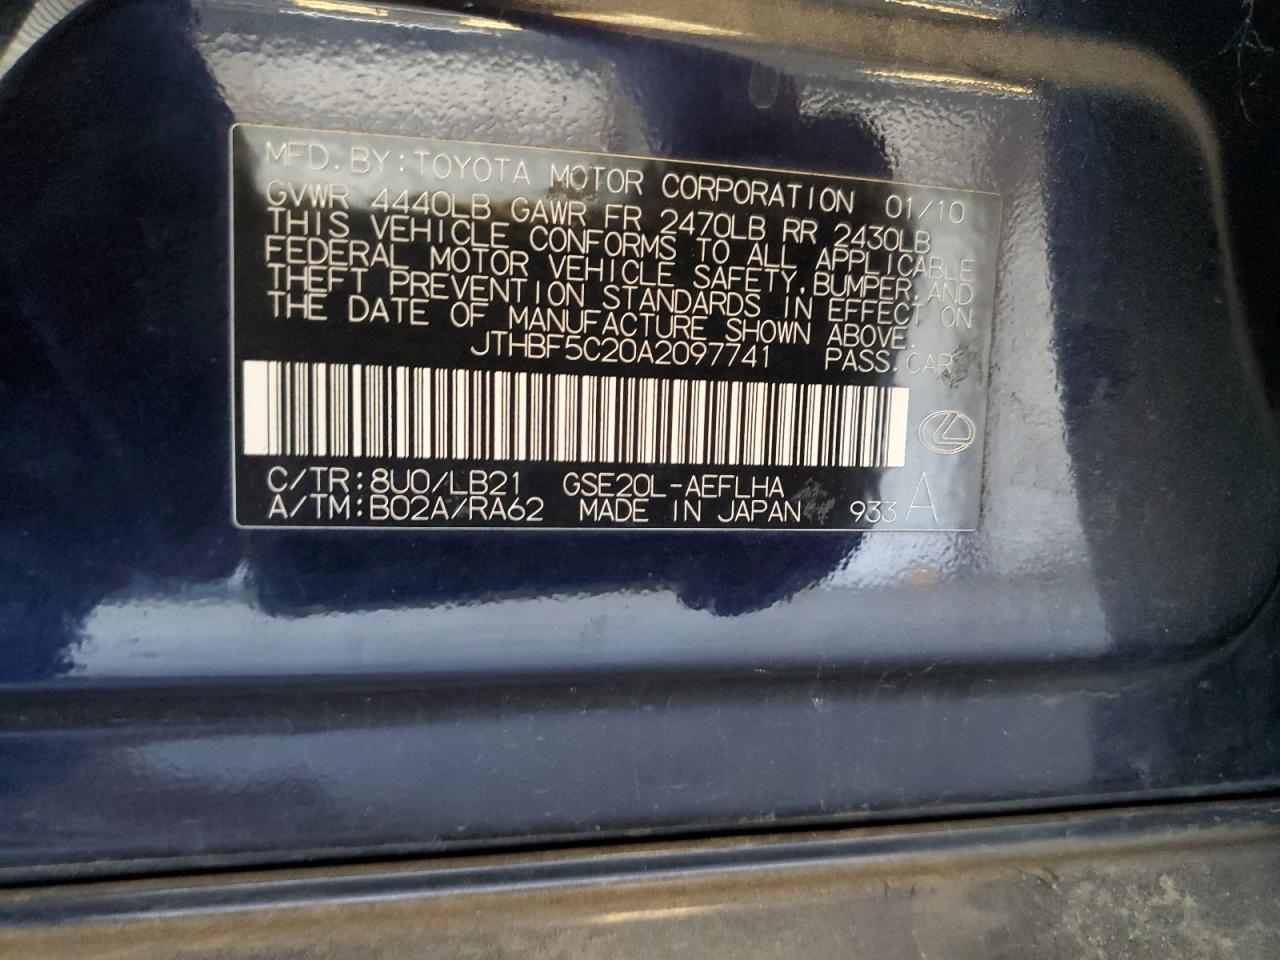 MFD. BY: TOYOTA MOTOR CORPORATION 01/10
GVWR 4440LB GAWR FR 2470LB RR 2430LB
THIS VEHICLE CONFORMS TO ALL APPLICABLE
FEDERAL MOTOR VEHICLE SAFETY, BUMPER, AND
THEFT PREVENTION STANDARDS IN EFFECT ON
THE DATE OF MANUFACTURE SHOWN ABOVE.
JTHBF5C20A2097741 PASS. CAR
C/TR: 8U0/LB21 GSE20L-AEFLHA
A/TM: B02A/RA62 MADE IN JAPAN 933 A